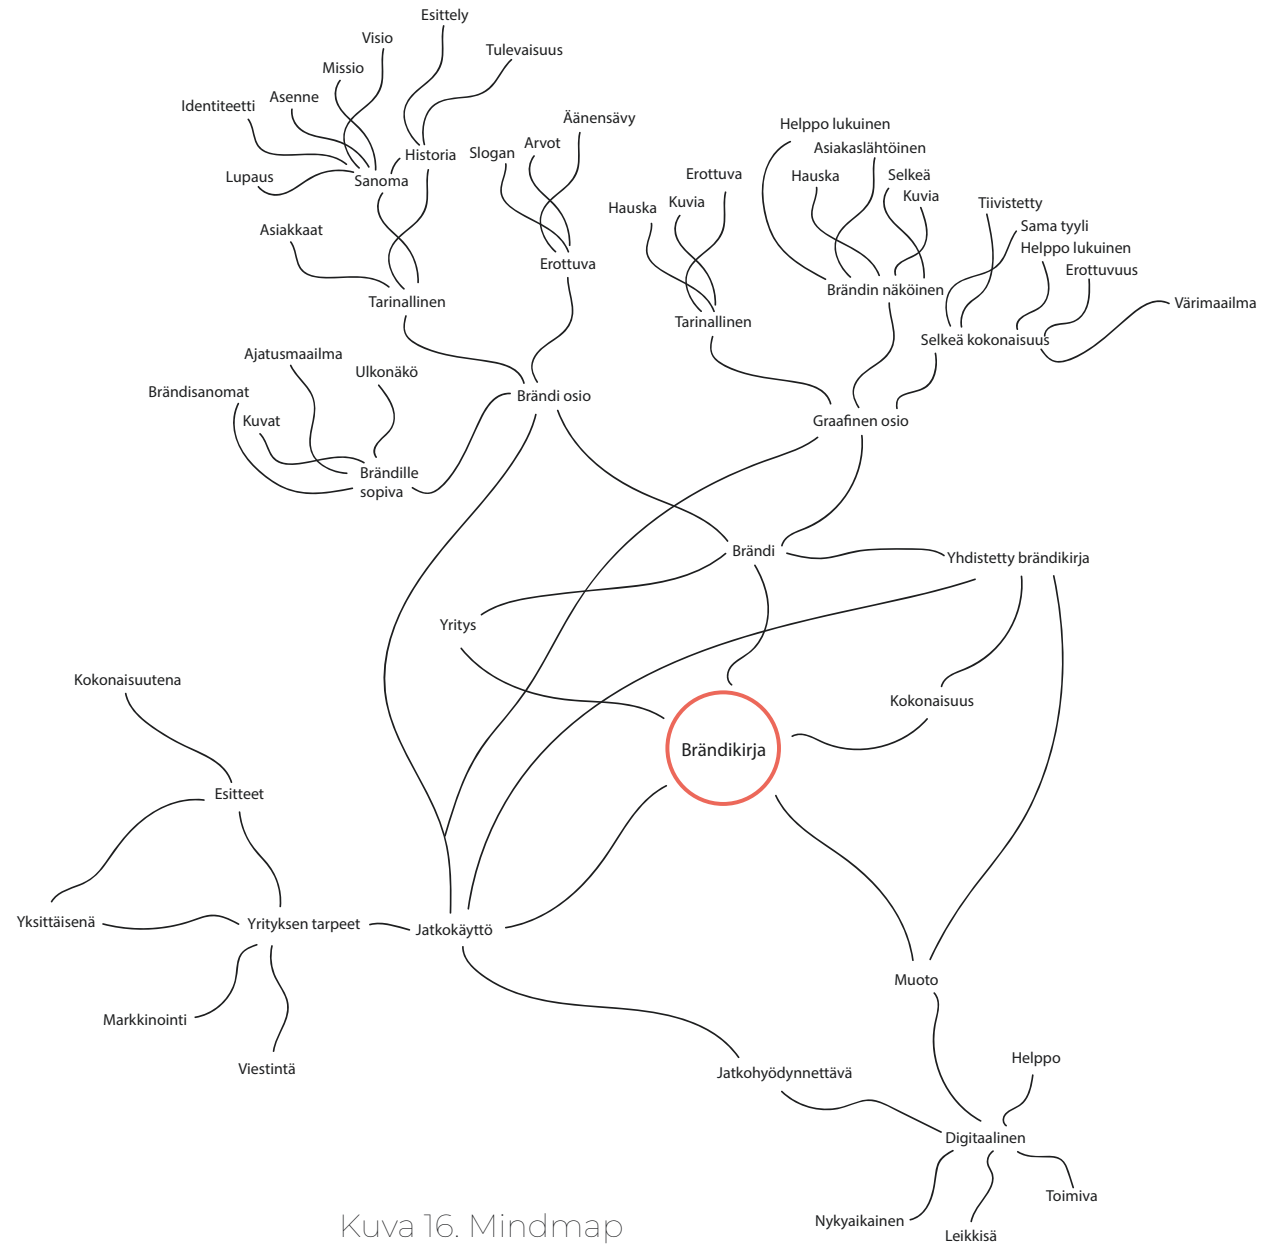 Esittely
Visio
Tulevaisuus
Missio
Asenne
Identiteetti
Äänensävy
Helppo lukuinen
Arvot
Asiakaslähtöinen
Slogan
Historia
Erottuva
Hauska
Selkeä
Lupaus
Sanoma
Kuvia
Hauska
Kuvia
Tiivistetty
Sama tyyli
Asiakkaat
Helppo lukuinen
Erottuva
Erottuvuus
Brändin näköinen
Tarinallinen
Värimaailma
Tarinallinen
Selkeä kokonaisuus
Ajatusmaailma
Ulkonäkö
Brändisanomat
Brändi osio
Kuvat
Graafinen osio
Brändille
sopiva
Brändi
Yhdistetty brändikirja
Yritys
Kokonaisuutena
Kokonaisuus
Brändikirja
Esitteet
Yksittäisenä
Yrityksen tarpeet
Jatkokäyttö
Muoto
Markkinointi
Viestintä
Helppo
Jatkohyödynnettävä
Digitaalinen
Toimiva
Nykyaikainen
Leikkisä
Kuva 16. Mindmap